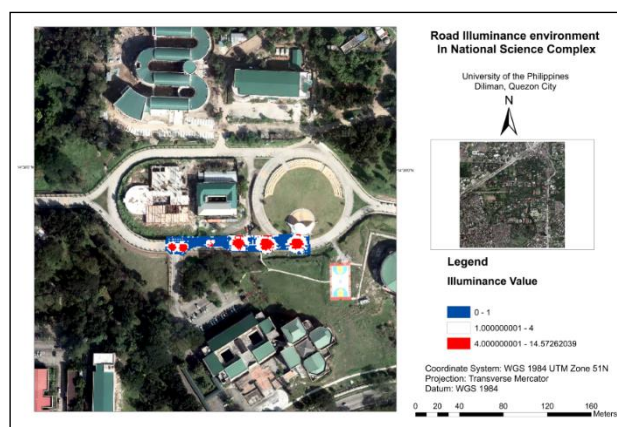 Road Illuminance environment
In National Science Complex
University of the Philippines
Diliman, Quezon City
N
Legend
Illuminance Value
0 - 1
1.000000001 - 4
4.000000001 - 14.57262039
Coordinate System: WGS 1984 UTM Zone 51N
Projection: Transverse Mercator
Datum: WGS 1984
0 20 40 80 120 160
Meters